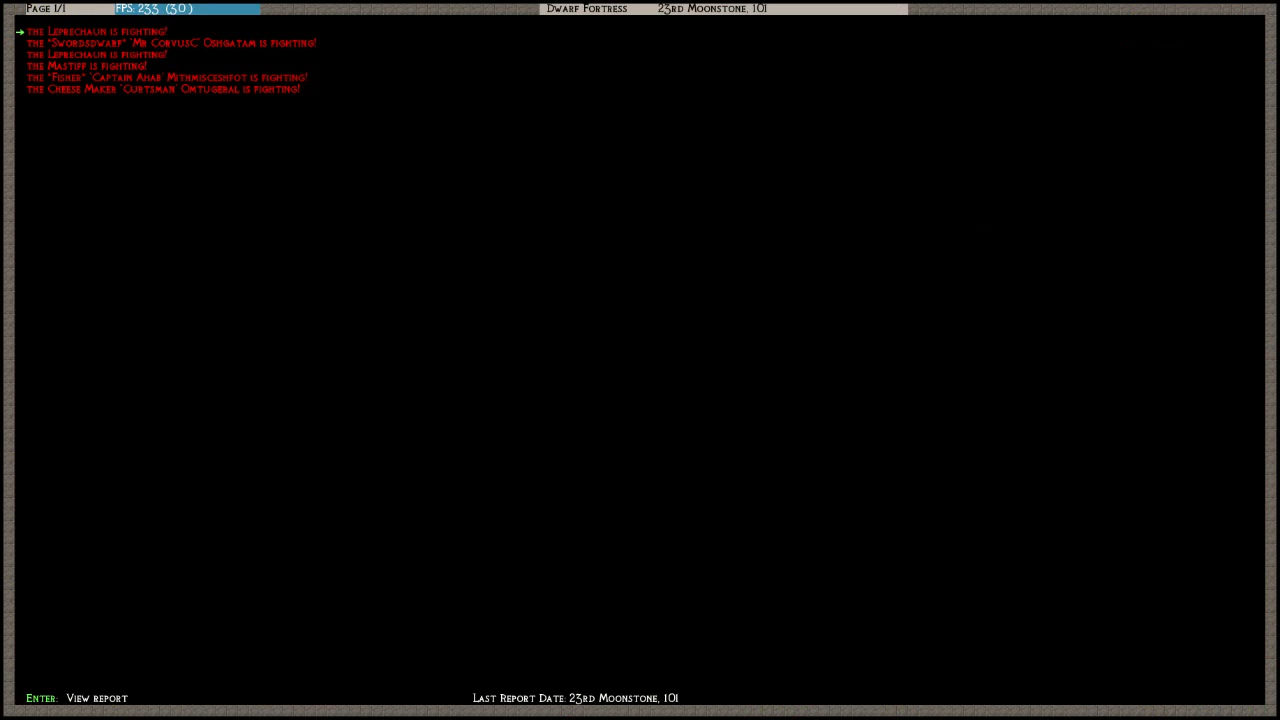 Page 1/1 FPS: 233 (30) Dwarf Fortress 23rd Moonstone, 101
the Leprechaun is fighting!
the *Swordsdwarf* 'Mr CorvusC' Oshgatam is fighting!
the Leprechaun is fighting!
the Mastiff is fighting!
the *Fisher* 'Captain Ahab' Mithmisceshfot is fighting!
the Cheese Maker 'Curtsman' Omtugeral is fighting!
Enter: View report Last Report Date: 23rd Moonstone, 101